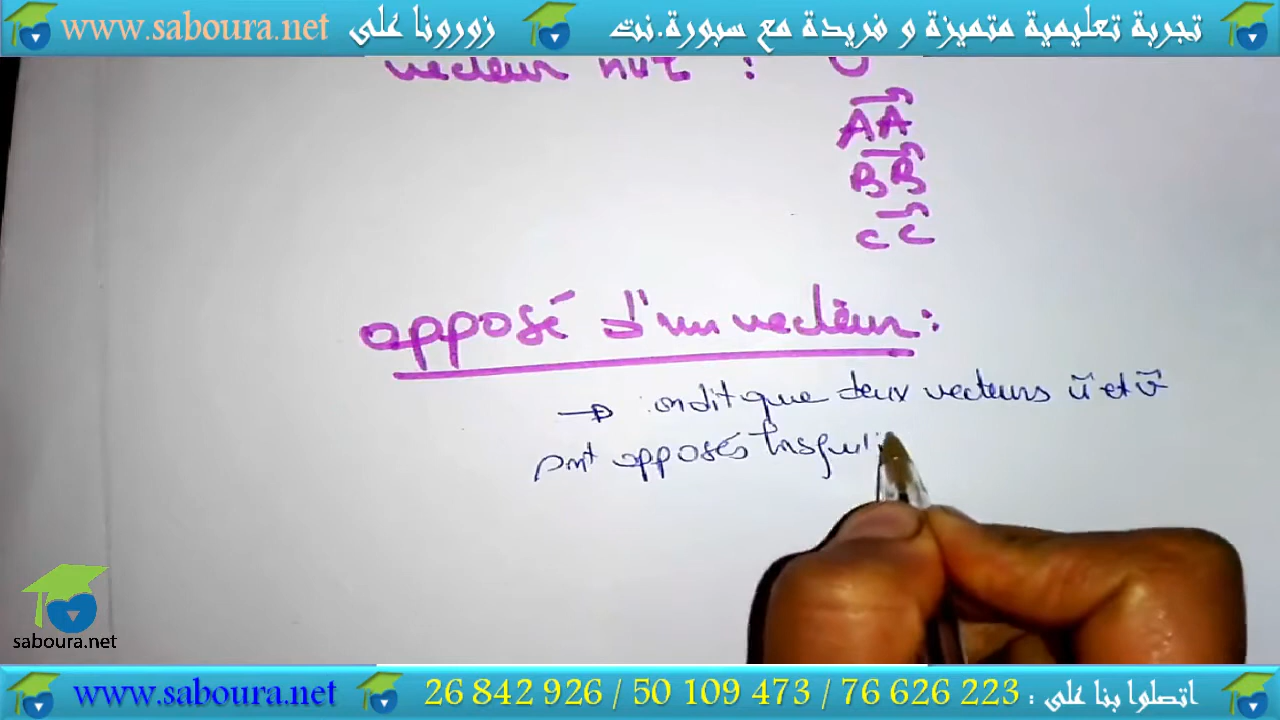 www.saboura.net زورونا على تجربة تعليمية متميزة و فريدة مع سبورة.نت
vecteur nul : 0
AA
BB
CC
opposé d'un vecteur :
→ on dit que deux vecteurs u et v
sont opposés lorsqu'i
saboura.net
www.saboura.net 26 842 926 / 50 109 473 / 76 626 223 : اتصلوا بنا على